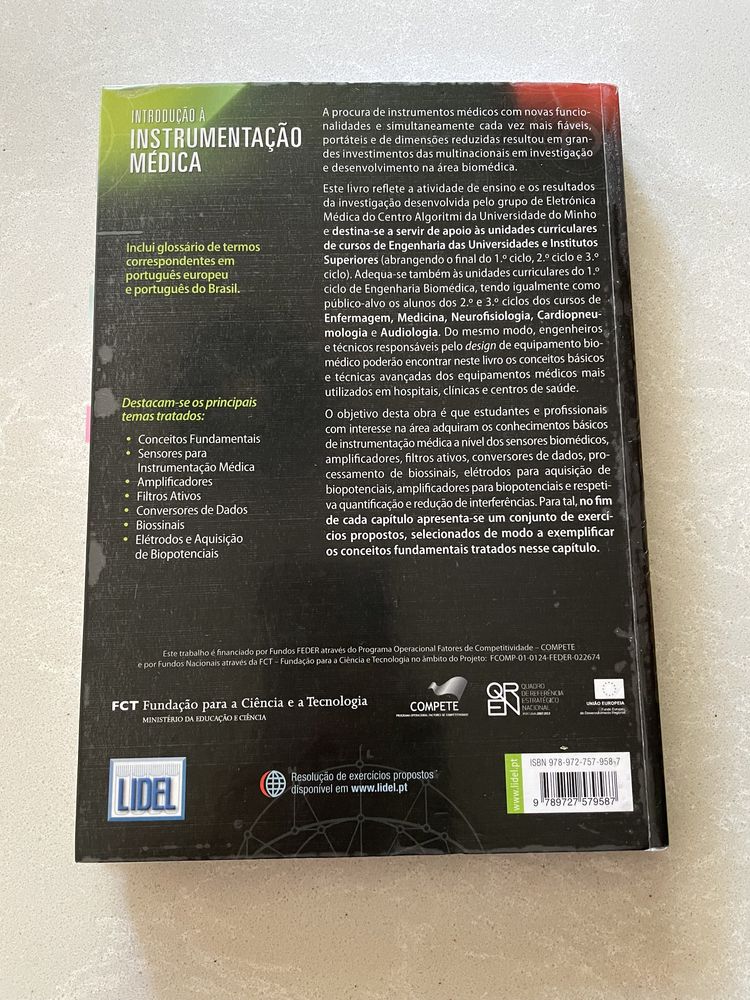 INTRODUÇÃO À
INSTRUMENTAÇÃO
MÉDICA
Inclui glossário de termos
correspondentes em
português europeu
e português do Brasil.
Destacam-se os principais
temas tratados:
• Conceitos Fundamentais
• Sensores para
Instrumentação Médica
• Amplificadores
• Filtros Ativos
• Conversores de Dados
• Biossinais
• Elétrodos e Aquisição
de Biopotenciais
A procura de instrumentos médicos com novas funcio-
nalidades e simultaneamente cada vez mais fiáveis,
portáteis e de dimensões reduzidas resultou em gran-
des investimentos das multinacionais em investigação
e desenvolvimento na área biomédica.
Este livro reflete a atividade de ensino e os resultados
da investigação desenvolvida pelo grupo de Eletrónica
Médica do Centro Algoritmi da Universidade do Minho
e destina-se a servir de apoio às unidades curriculares
de cursos de Engenharia das Universidades e Institutos
Superiores (abrangendo o final do 1.º ciclo, 2.º ciclo e 3.º
ciclo). Adequa-se também às unidades curriculares do 1.º
ciclo de Engenharia Biomédica, tendo igualmente como
público-alvo os alunos dos 2.º e 3.º ciclos dos cursos de
Enfermagem, Medicina, Neurofisiologia, Cardiopneu-
mologia e Audiologia. Do mesmo modo, engenheiros
e técnicos responsáveis pelo design de equipamento bio-
médico poderão encontrar neste livro os conceitos básicos
e técnicas avançadas dos equipamentos médicos mais
utilizados em hospitais, clínicas e centros de saúde.
O objetivo desta obra é que estudantes e profissionais
com interesse na área adquiram os conhecimentos básicos
de instrumentação médica a nível dos sensores biomédicos,
amplificadores, filtros ativos, conversores de dados, pro-
cessamento de biossinais, elétrodos para aquisição de
biopotenciais, amplificadores para biopotenciais e respeti-
va quantificação e redução de interferências. Para tal, no fim
de cada capítulo apresenta-se um conjunto de exercí-
cios propostos, selecionados de modo a exemplificar
os conceitos fundamentais tratados nesse capítulo.
Este trabalho é financiado por Fundos FEDER através do Programa Operacional Fatores de Competitividade – COMPETE
e por Fundos Nacionais através da FCT – Fundação para a Ciência e Tecnologia no âmbito do Projeto: FCOMP-01-0124-FEDER-022674
FCT Fundação para a Ciência e a Tecnologia
MINISTÉRIO DA EDUCAÇÃO E CIÊNCIA
COMPETE
PROGRAMA OPERACIONAL FACTORES DE COMPETITIVIDADE
QREN
QUADRO
DE REFERÊNCIA
ESTRATÉGICO
NACIONAL
UNIÃO EUROPEIA
Fundo Europeu
de Desenvolvimento Regional
LIDEL
Resolução de exercícios propostos
disponível em www.lidel.pt
www.lidel.pt
ISBN 978-972-757-958-7
9 789727 579587